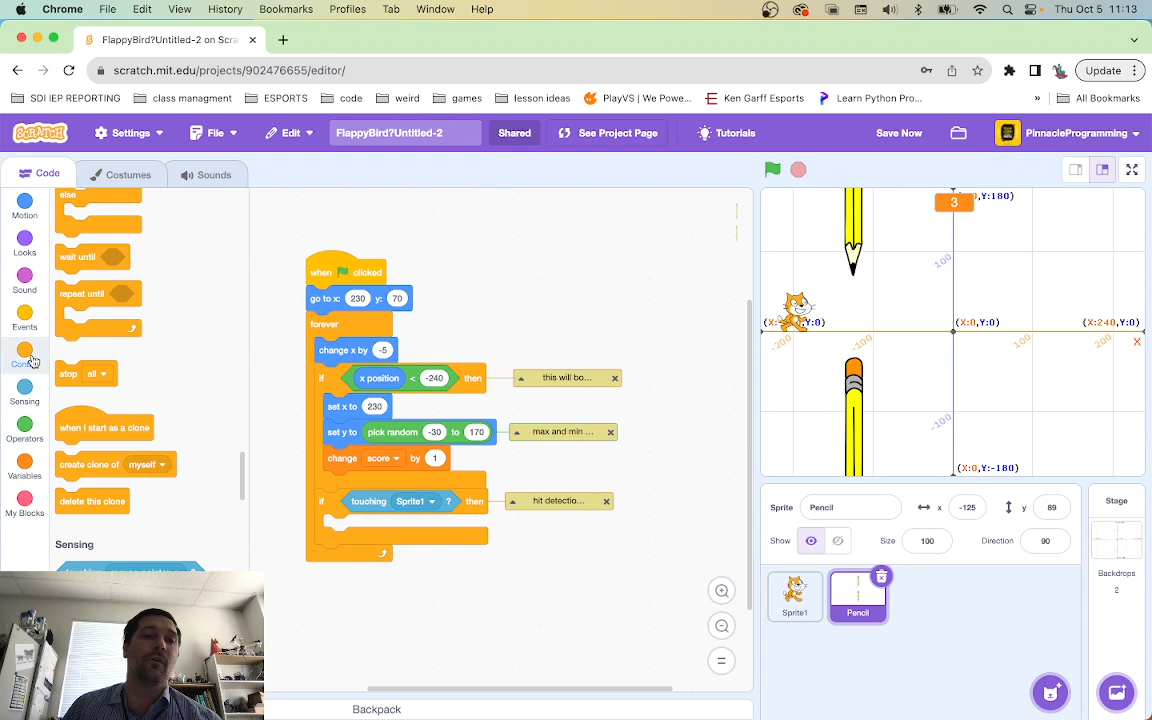 Chrome File Edit View History Bookmarks Profiles Tab Window Help Thu Oct 5 11:13
FlappyBird?Untitled-2 on Scra
scratch.mit.edu/projects/902476655/editor/
Update
SDI IEP REPORTING class managment ESPORTS code weird games lesson ideas PlayVS | We Powe... Ken Garff Esports Learn Python Pro... » All Bookmarks
SCRATCH Settings File Edit FlappyBird?Untitled-2 Shared See Project Page Tutorials Save Now PinnacleProgramming
Code Costumes Sounds
Motion
Looks
Sound
Events
Sensing
Operators
Variables
My Blocks
else
wait until
repeat until
stop all
when I start as a clone
create clone of myself
delete this clone
Sensing
when clicked
go to x: 230 y: 70
forever
change x by -5
if x position < -240 then this will bo...
set x to 230
set y to pick random -30 to 170 max and min ...
change score by 1
if touching Sprite1 ? then hit detectio...
Backpack
3
,Y:180)
100
Y:0)
(X:0,Y:0)
(X:240,Y:0)
X
-200
-100
100
200
-100
(X:0,Y:-180)
Sprite Pencil x -125 y 89
Show Size 100 Direction 90
Sprite1
Pencil
Stage
Backdrops
2